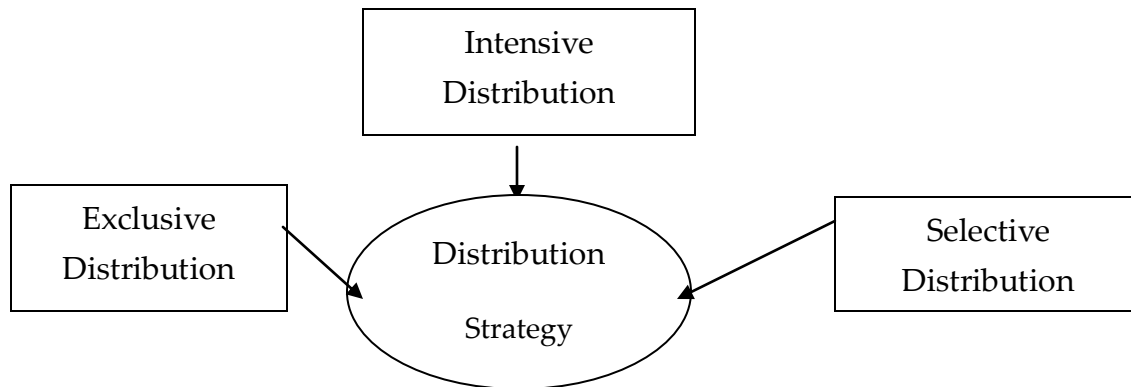 Intensive
Distribution
Exclusive
Distribution
Distribution
Strategy
Selective
Distribution